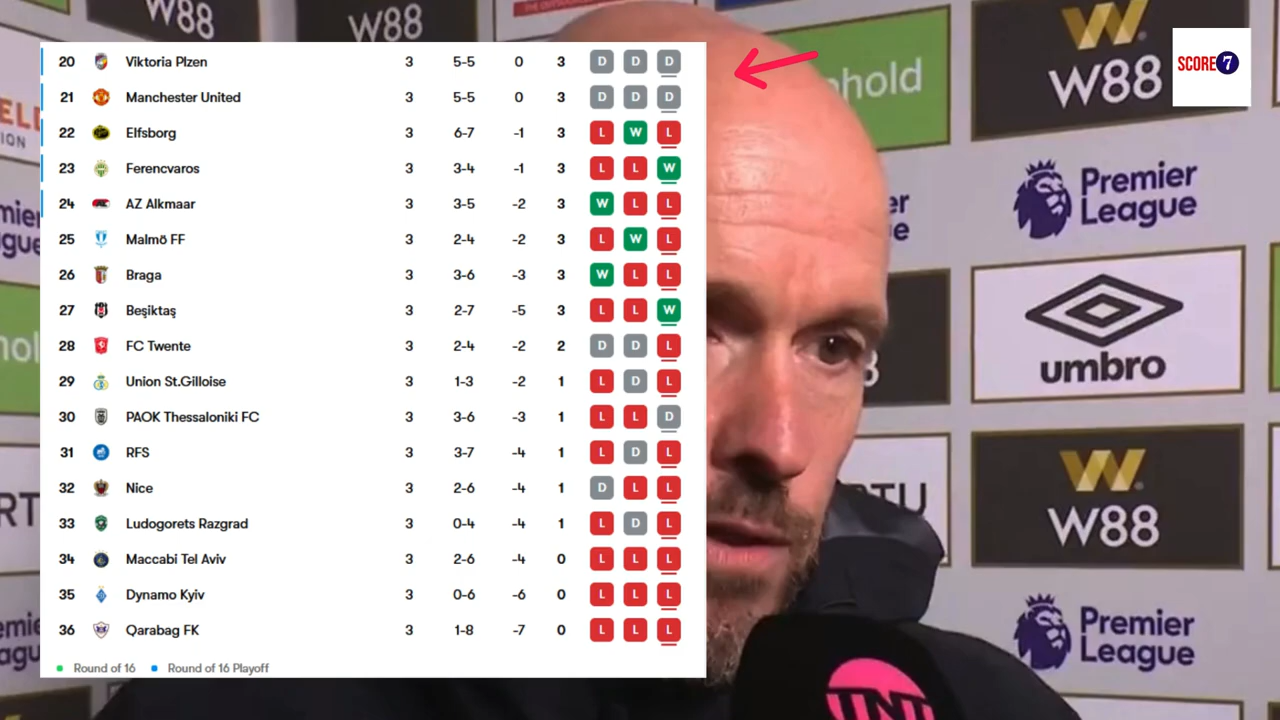 W88
W88
W88
SCORE 7
20 Viktoria Plzen 3 5-5 0 3 D D D
21 Manchester United 3 5-5 0 3 D D D
22 Elfsborg 3 6-7 -1 3 L W L
23 Ferencvaros 3 3-4 -1 3 L L W
24 AZ Alkmaar 3 3-5 -2 3 W L L
25 Malmö FF 3 2-4 -2 3 L W L
26 Braga 3 3-6 -3 3 W L L
27 Beşiktaş 3 2-7 -5 3 L L W
28 FC Twente 3 2-4 -2 2 D D L
29 Union St.Gilloise 3 1-3 -2 1 L D L
30 PAOK Thessaloniki FC 3 3-6 -3 1 L L D
31 RFS 3 3-7 -4 1 L D L
32 Nice 3 2-6 -4 1 D L L
33 Ludogorets Razgrad 3 0-4 -4 1 L D L
34 Maccabi Tel Aviv 3 2-6 -4 0 L L L
35 Dynamo Kyiv 3 0-6 -6 0 L L L
36 Qarabag FK 3 1-8 -7 0 L L L
Round of 16 Round of 16 Playoff
Premier
League
umbro
W88
Premier
League
TNT